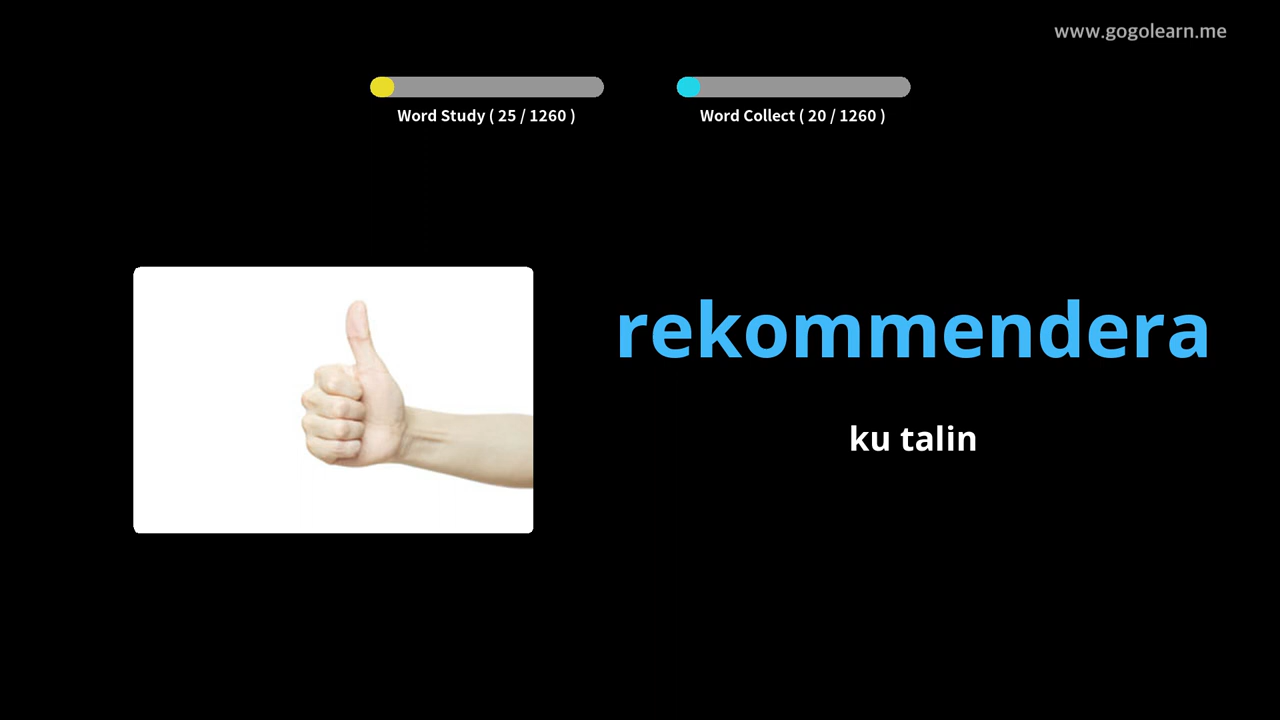 www.gogolearn.me
Word Study ( 25 / 1260 )
Word Collect ( 20 / 1260 )
rekommendera
ku talin